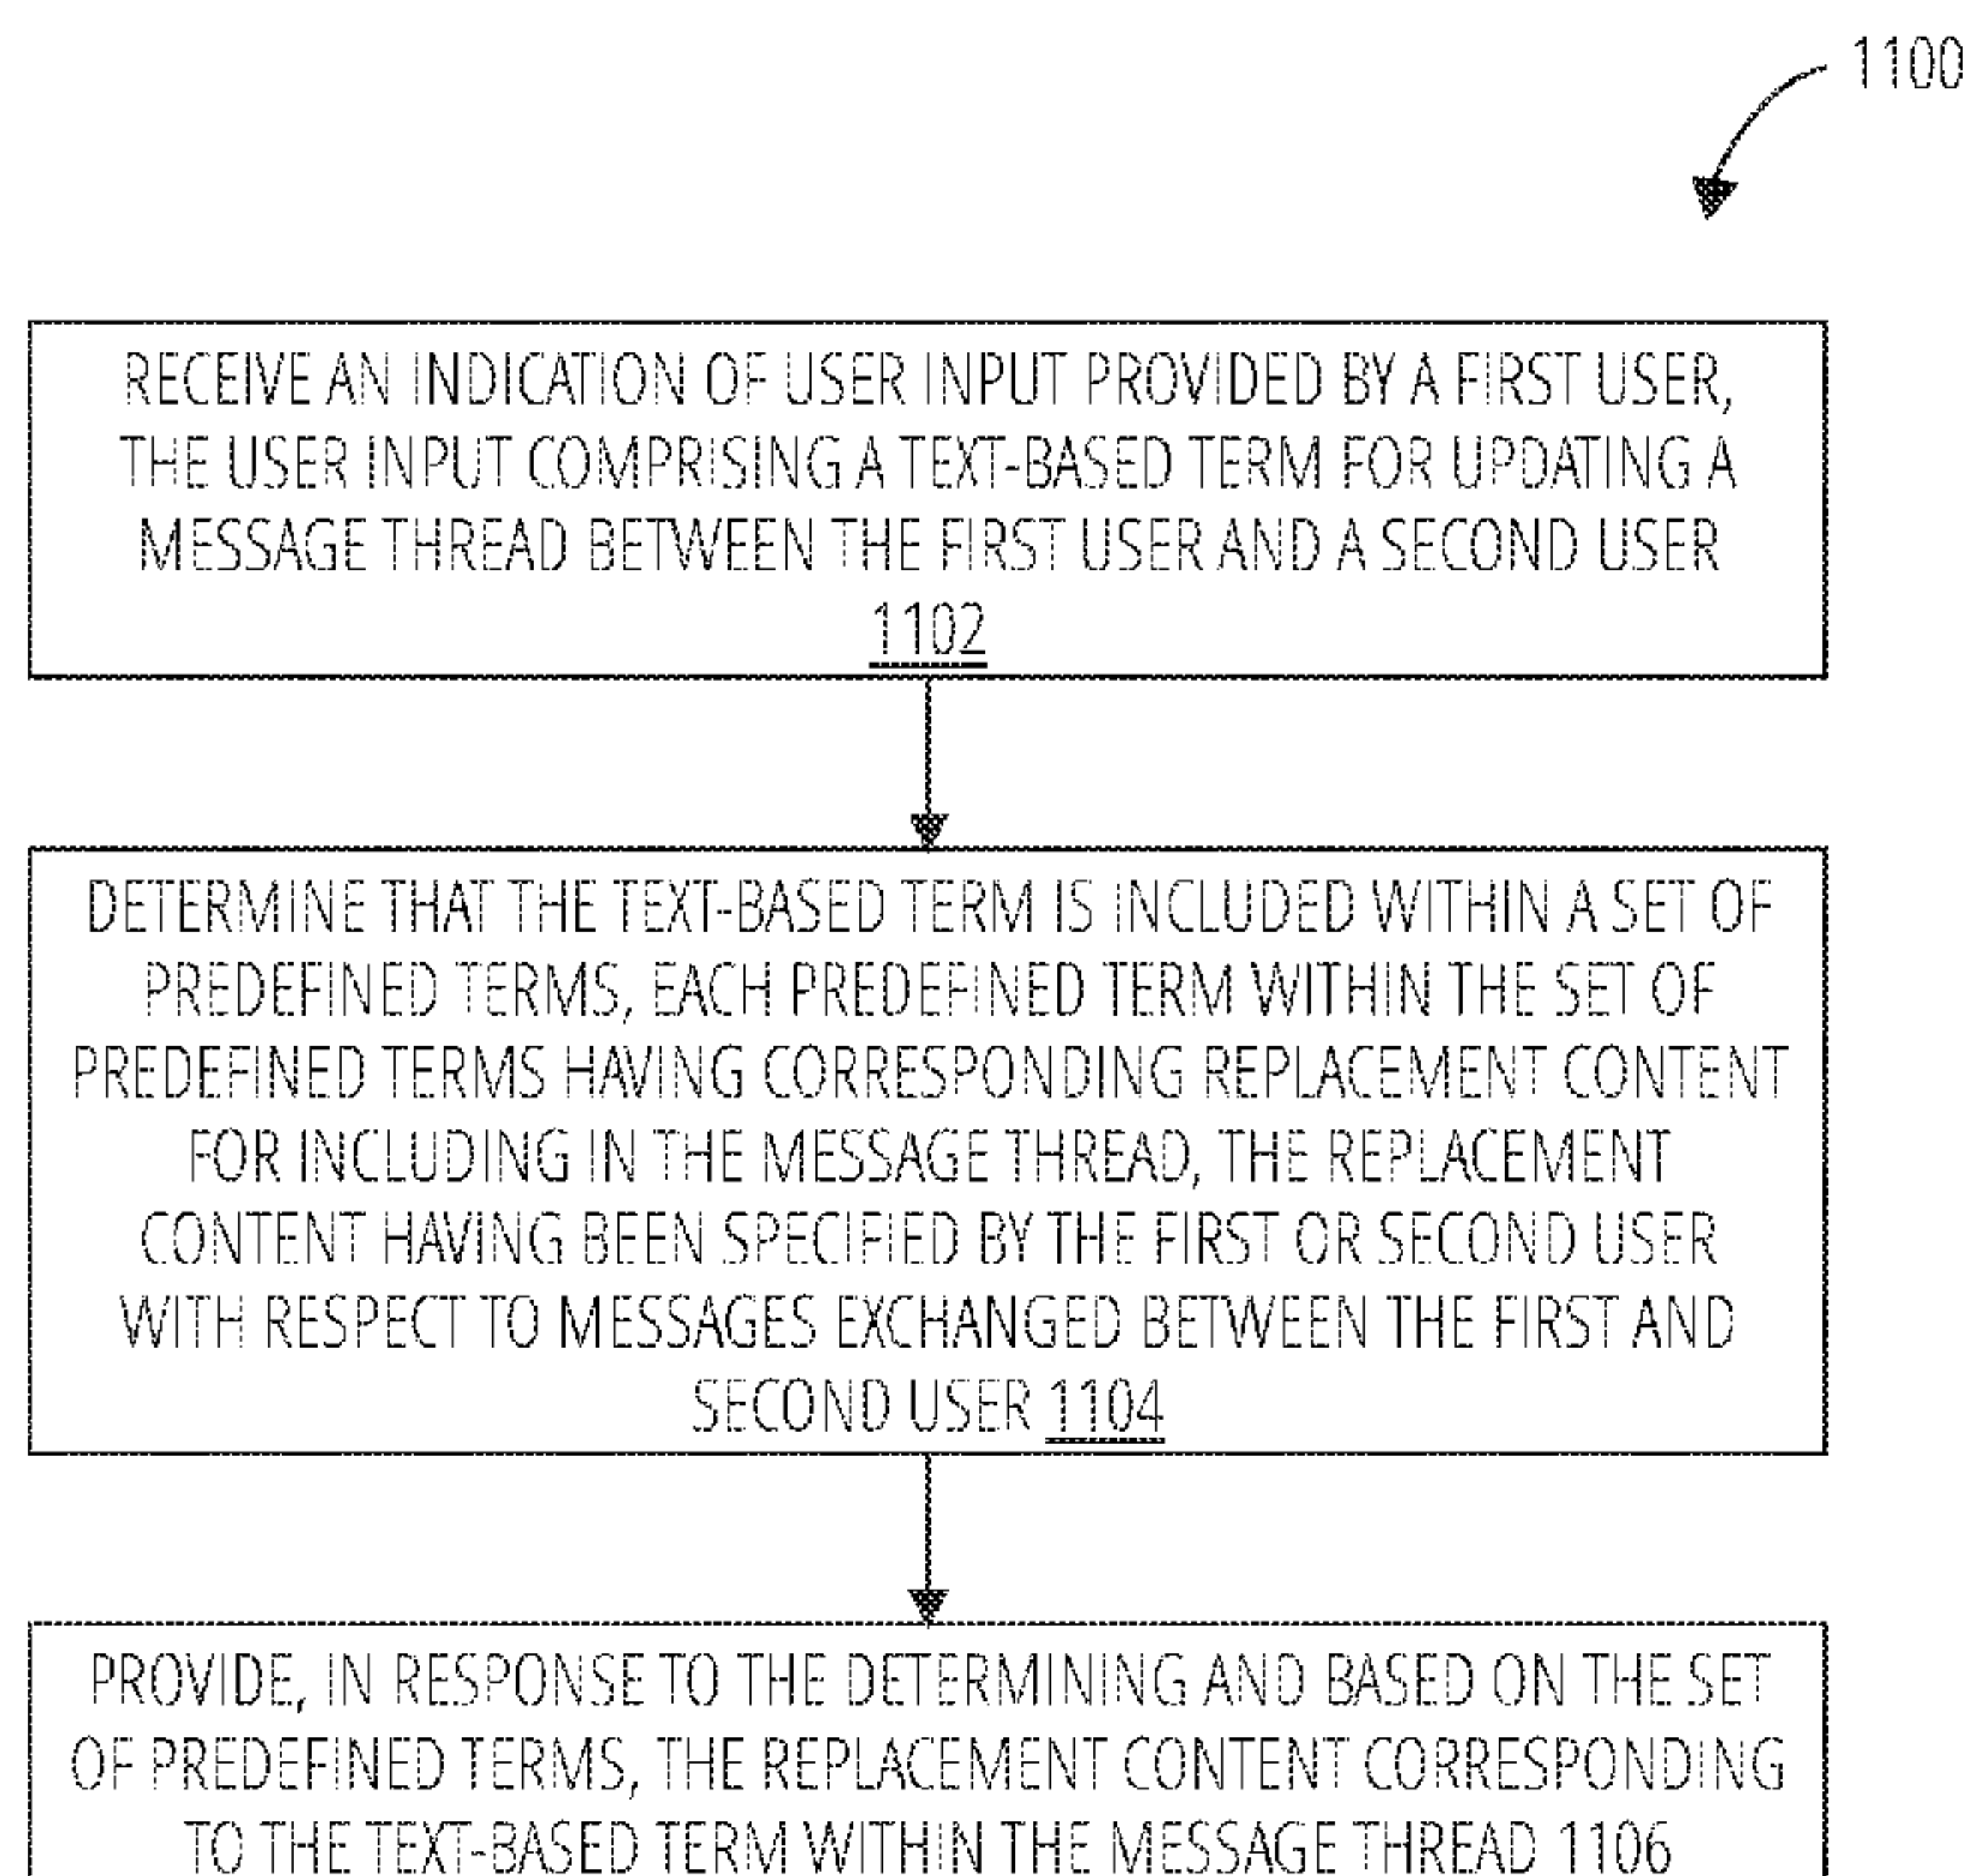 1100
RECEIVE AN INDICATION OF USER INPUT PROVIDED BY A FIRST USER,
THE USER INPUT COMPRISING A TEXT-BASED TERM FOR UPDATING A
MESSAGE THREAD BETWEEN THE FIRST USER AND A SECOND USER
1102
DETERMINE THAT THE TEXT-BASED TERM IS INCLUDED WITHIN A SET OF
PREDEFINED TERMS, EACH PREDEFINED TERM WITHIN THE SET OF
PREDEFINED TERMS HAVING CORRESPONDING REPLACEMENT CONTENT
FOR INCLUDING IN THE MESSAGE THREAD, THE REPLACEMENT
CONTENT HAVING BEEN SPECIFIED BY THE FIRST OR SECOND USER
WITH RESPECT TO MESSAGES EXCHANGED BETWEEN THE FIRST AND
SECOND USER 1104
PROVIDE, IN RESPONSE TO THE DETERMINING AND BASED ON THE SET
OF PREDEFINED TERMS, THE REPLACEMENT CONTENT CORRESPONDING
TO THE TEXT-BASED TERM WITHIN THE MESSAGE THREAD 1106